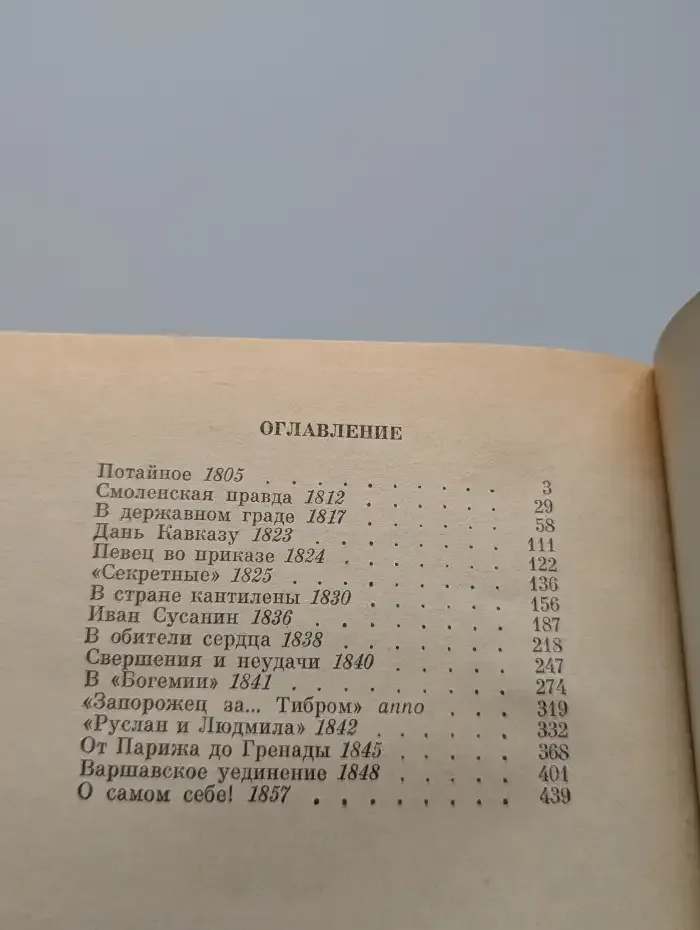 ОГЛАВЛЕНИЕ
Потайное 1805 . . . . . . . . . 3
Смоленская правда 1812 . . . . . . 29
В державном граде 1817 . . . . . . 58
Дань Кавказу 1823 . . . . . . . . 111
Певец во приказе 1824 . . . . . . . 122
«Секретные» 1825 . . . . . . . . 136
В стране кантилены 1830 . . . . . . 156
Иван Сусанин 1836 . . . . . . . . 187
В обители сердца 1838 . . . . . . . 218
Свершения и неудачи 1840 . . . . . 247
В «Богемии» 1841 . . . . . . . . . 274
«Запорожец за... Тибром» anno . . . 319
«Руслан и Людмила» 1842 . . . . . . 332
От Парижа до Гренады 1845 . . . . . 368
Варшавское уединение 1848 . . . . . 401
О самом себе! 1857 . . . . . . . . 439